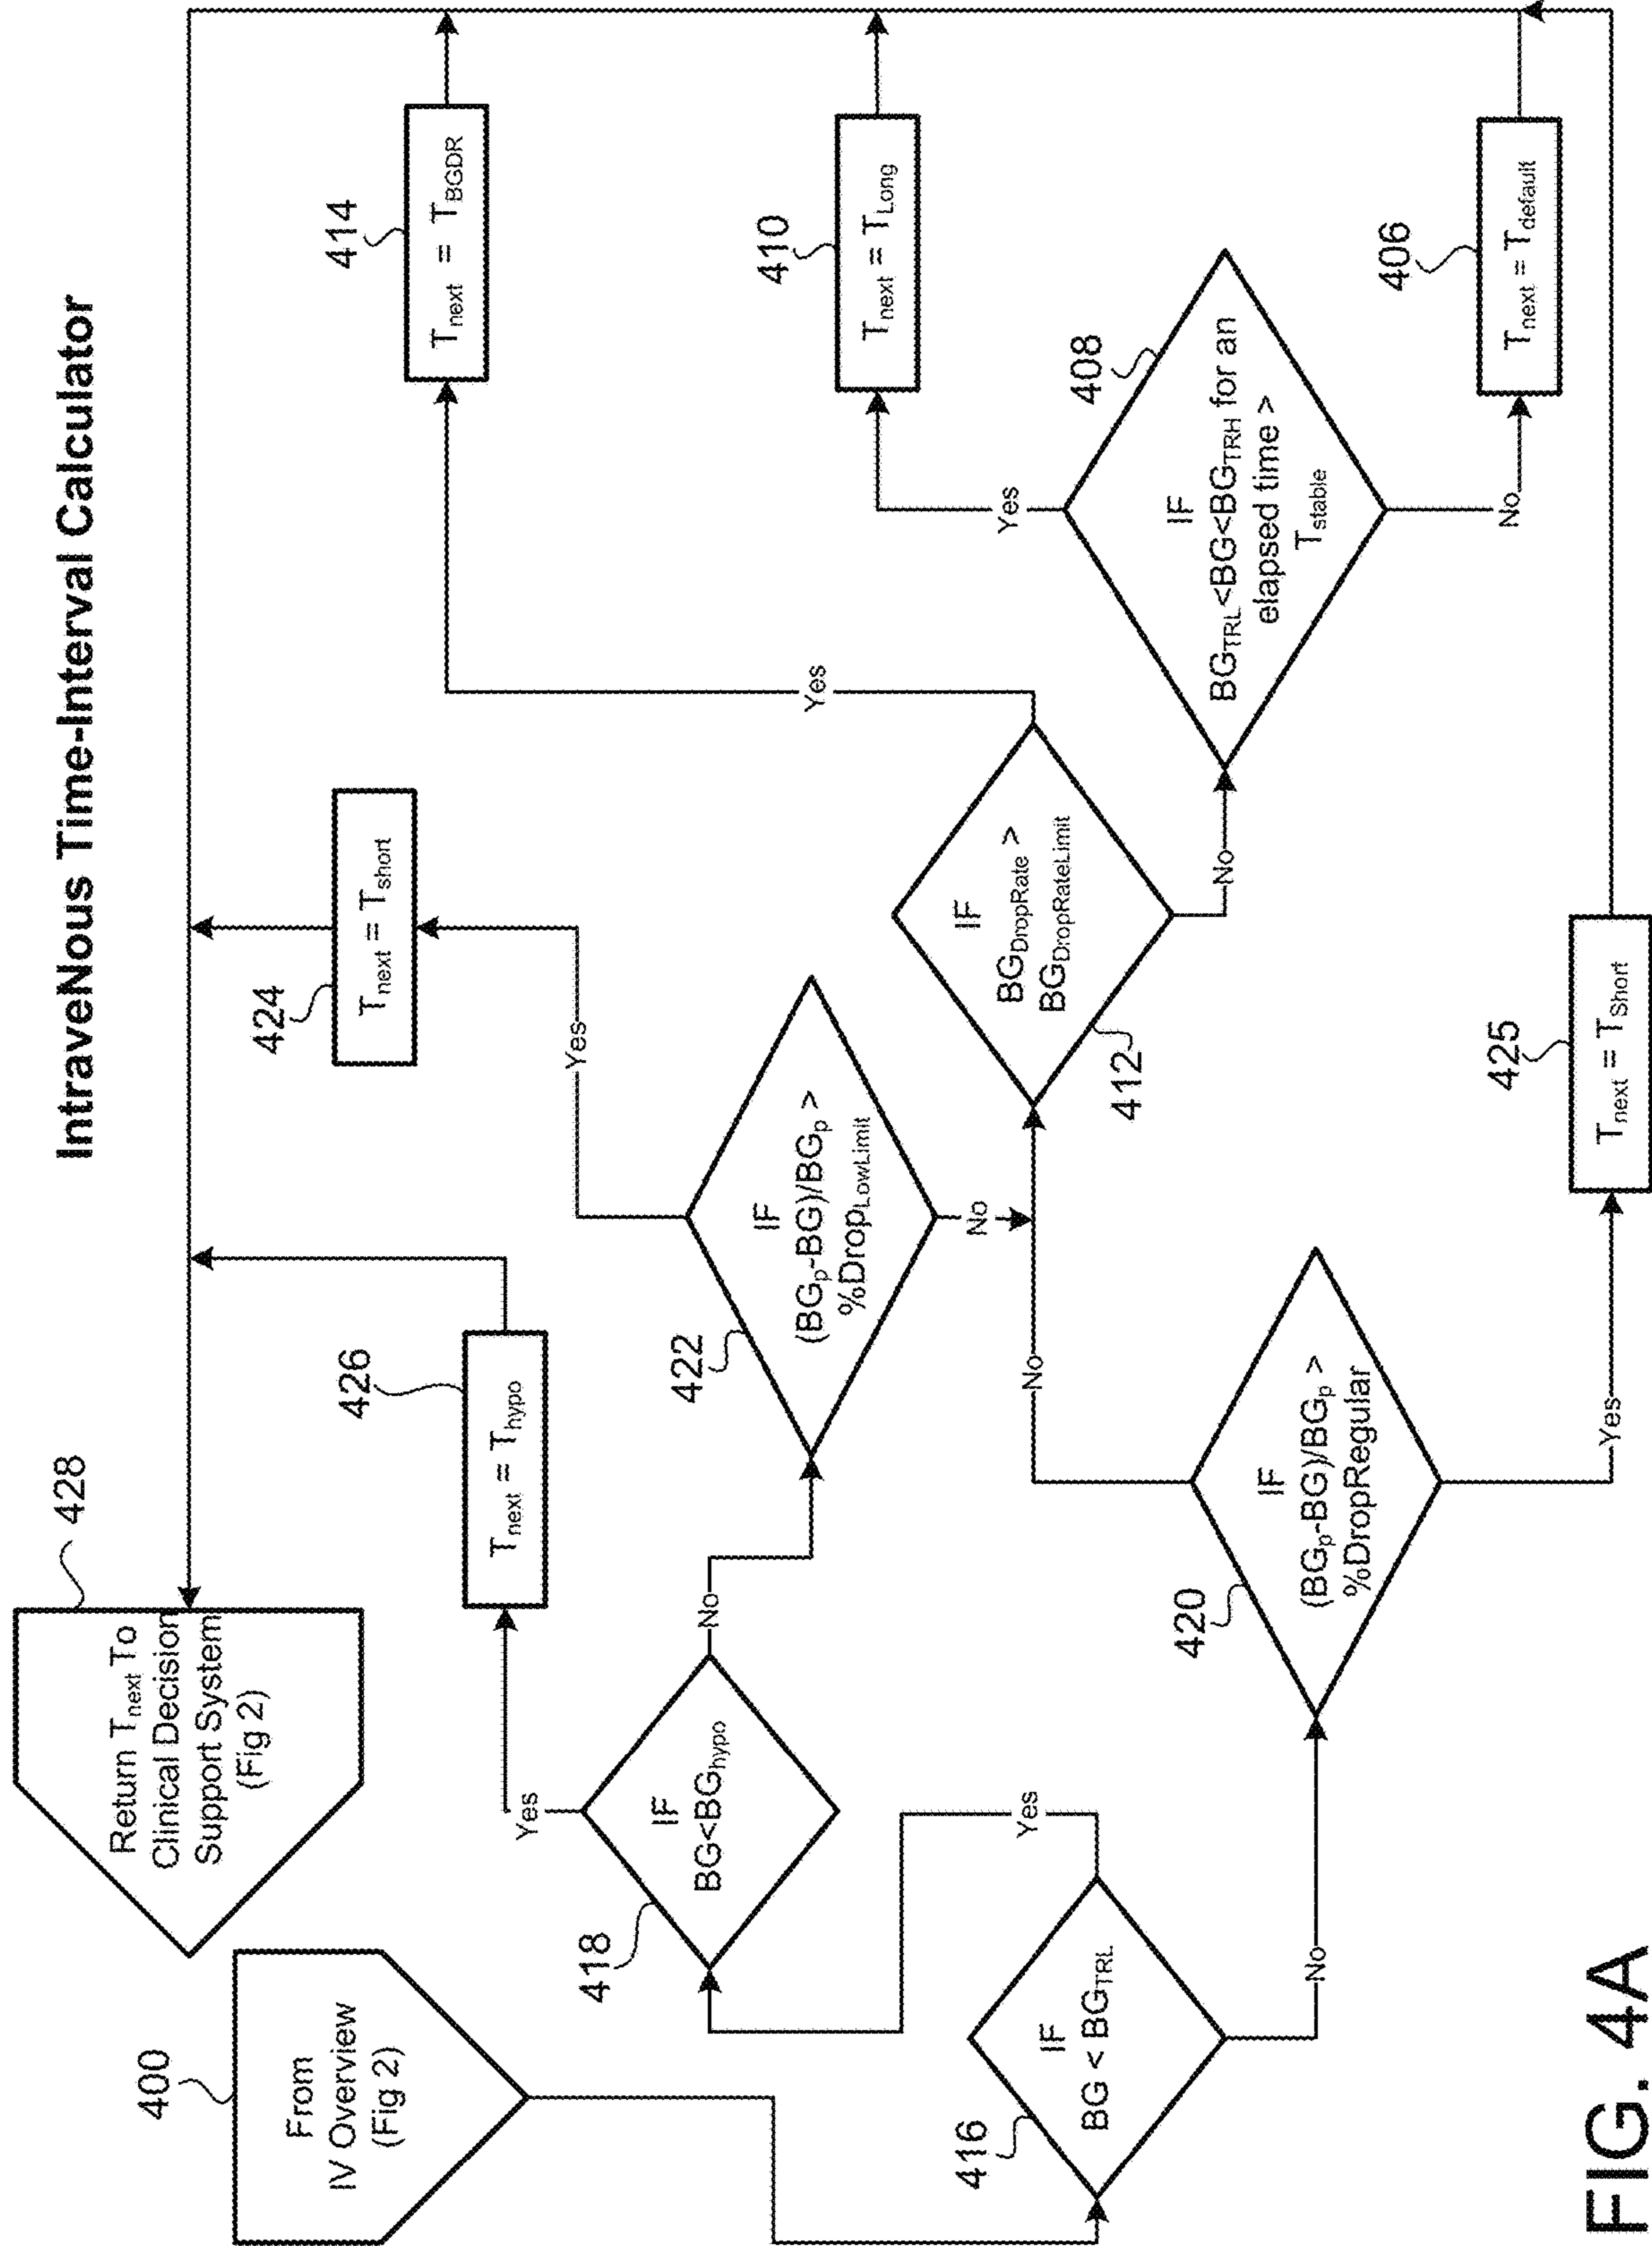 IntraveNous Time-Interval Calculator
400
From
IV Overview
(Fig 2)
428
Return Tnext To
Clinical Decision
Support System
(Fig 2)
416
IF
BG < BGTRL
Yes
No
418
IF
BG<BGhypo
Yes
No
426
Tnext = Thypo
422
IF
(BGp-BG)/BGp >
%DropLowLimit
Yes
No
424
Tnext = Tshort
420
IF
(BGp-BG)/BGp >
%DropRegular
No
Yes
425
Tnext = TShort
412
IF
BGDropRate >
BGDropRateLimit
Yes
No
414
Tnext = TBGDR
408
IF
BGTRL<BG<BGTRH for an
elapsed time >
Tstable
Yes
No
410
Tnext = TLong
406
Tnext = Tdefault
FIG. 4A